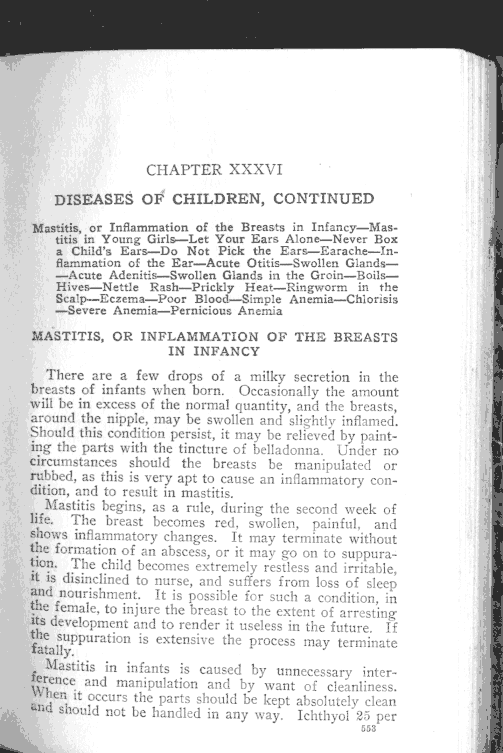 CHAPTER XXXVI
DISEASES OF CHILDREN, CONTINUED
Mastitis, or Inflammation of the Breasts in Infancy—Mas-
titis in Young Girls—Let Your Ears Alone—Never Box
a Child's Ears—Do Not Pick the Ears—Earache—In-
flammation of the Ear—Acute Otitis—Swollen Glands—
—Acute Adenitis—Swollen Glands in the Groin—Boils—
Hives—Nettle Rash—Prickly Heat—Ringworm in the
Scalp—Eczema—Poor Blood—Simple Anemia—Chlorisis
—Severe Anemia—Pernicious Anemia
MASTITIS, OR INFLAMMATION OF THE BREASTS
IN INFANCY
There are a few drops of a milky secretion in the
breasts of infants when born. Occasionally the amount
will be in excess of the normal quantity, and the breasts,
around the nipple, may be swollen and slightly inflamed.
Should this condition persist, it may be relieved by paint-
ing the parts with the tincture of belladonna. Under no
circumstances should the breasts be manipulated or
rubbed, as this is very apt to cause an inflammatory con-
dition, and to result in mastitis.
Mastitis begins, as a rule, during the second week of
life. The breast becomes red, swollen, painful, and
shows inflammatory changes. It may terminate without
the formation of an abscess, or it may go on to suppura-
tion. The child becomes extremely restless and irritable,
it is disinclined to nurse, and suffers from loss of sleep
and nourishment. It is possible for such a condition, in
the female, to injure the breast to the extent of arresting
its development and to render it useless in the future. If
the suppuration is extensive the process may terminate
fatally.
Mastitis in infants is caused by unnecessary inter-
ference and manipulation and by want of cleanliness.
When it occurs the parts should be kept absolutely clean
and should not be handled in any way. Ichthyol 25 per
553